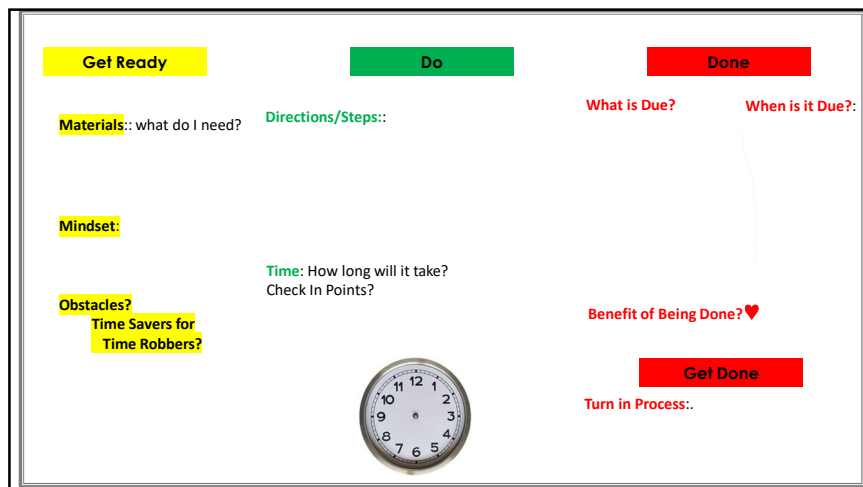 Get Ready
Materials:: what do I need?
Mindset:
Obstacles?
Time Savers for
Time Robbers?
Do
Directions/Steps::
Time: How long will it take?
Check In Points?
12
1
2
3
4
5
6
7
8
9
10
11
Done
What is Due?
When is it Due?:
Benefit of Being Done?♥
Get Done
Turn in Process:.